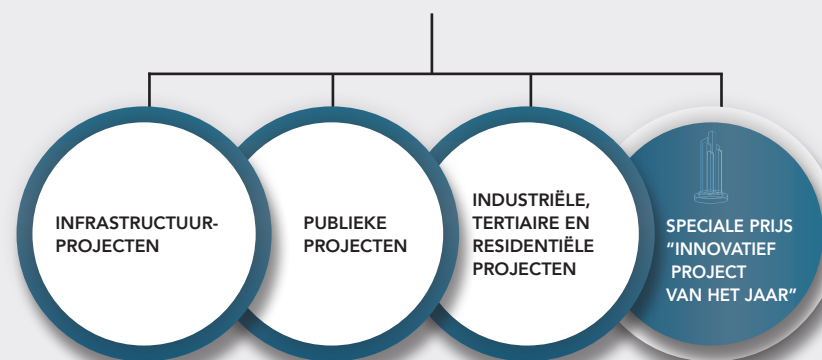 INFRASTRUCTUUR-
PROJECTEN
PUBLIEKE
PROJECTEN
INDUSTRIËLE,
TERTIAIRE EN
RESIDENTIËLE
PROJECTEN
SPECIALE PRIJS
“INNOVATIEF
PROJECT
VAN HET JAAR”